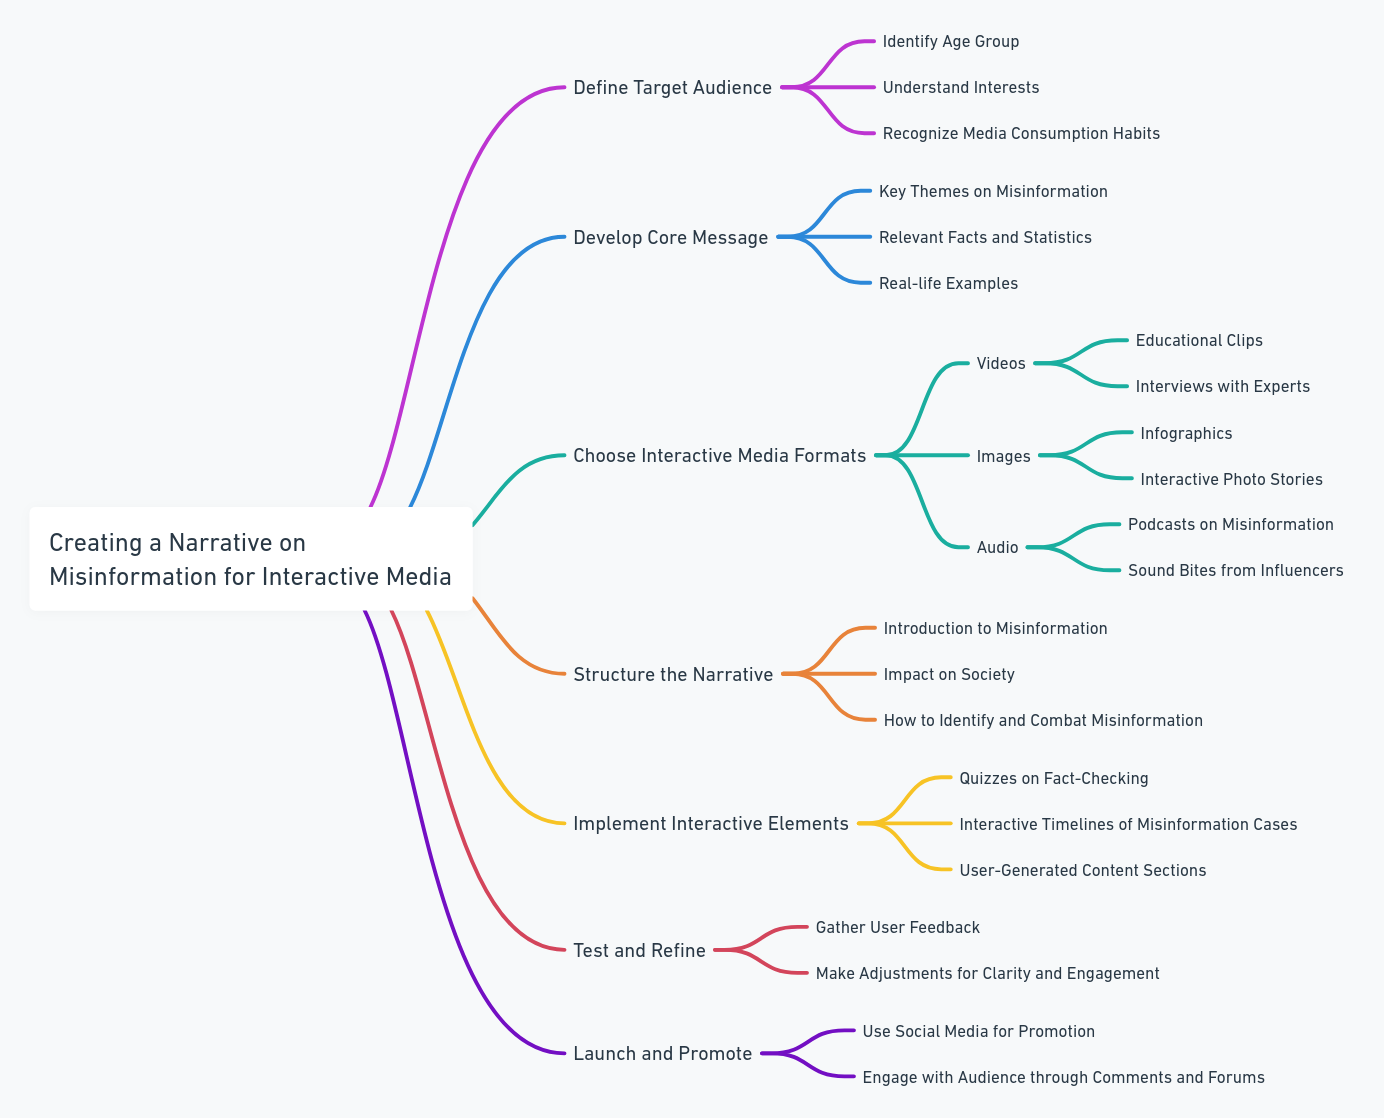 Creating a Narrative on
Misinformation for Interactive Media
Define Target Audience
Identify Age Group
Understand Interests
Recognize Media Consumption Habits
Develop Core Message
Key Themes on Misinformation
Relevant Facts and Statistics
Real-life Examples
Choose Interactive Media Formats
Videos
Educational Clips
Interviews with Experts
Images
Infographics
Interactive Photo Stories
Audio
Podcasts on Misinformation
Sound Bites from Influencers
Structure the Narrative
Introduction to Misinformation
Impact on Society
How to Identify and Combat Misinformation
Implement Interactive Elements
Quizzes on Fact-Checking
Interactive Timelines of Misinformation Cases
User-Generated Content Sections
Test and Refine
Gather User Feedback
Make Adjustments for Clarity and Engagement
Launch and Promote
Use Social Media for Promotion
Engage with Audience through Comments and Forums